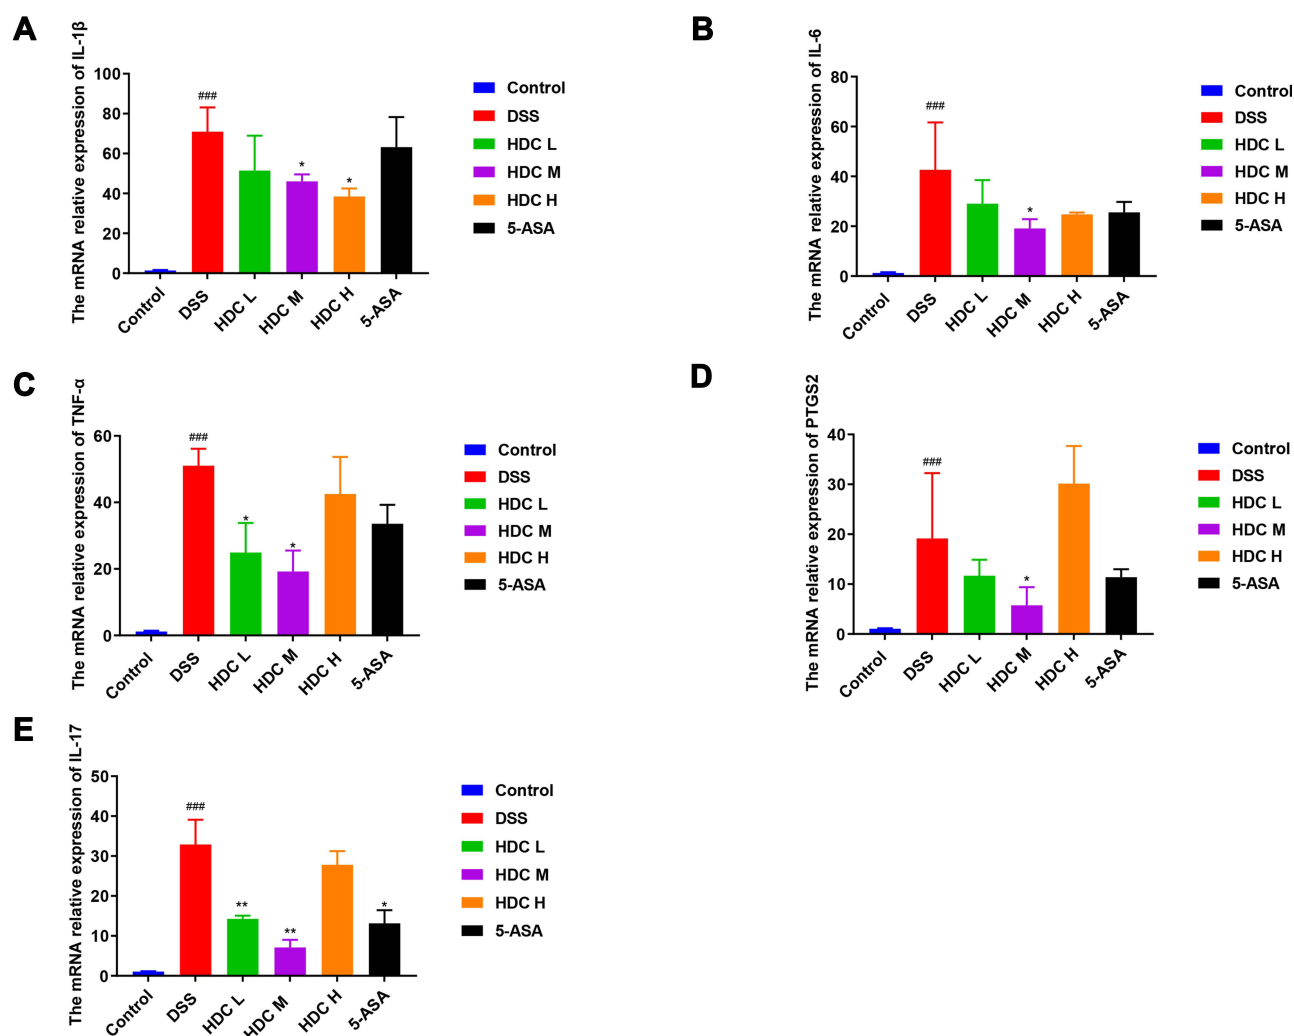 A
The mRNA relative expression of IL-1β
100
80
60
40
20
0
###
*
*
Control
DSS
HDC L
HDC M
HDC H
5-ASA
Control
DSS
HDC L
HDC M
HDC H
5-ASA
B
The mRNA relative expression of IL-6
80
60
40
20
0
###
*
Control
DSS
HDC L
HDC M
HDC H
5-ASA
Control
DSS
HDC L
HDC M
HDC H
5-ASA
C
The mRNA relative expression of TNF-α
60
40
20
0
###
*
*
Control
DSS
HDC L
HDC M
HDC H
5-ASA
Control
DSS
HDC L
HDC M
HDC H
5-ASA
D
The mRNA relative expression of PTGS2
40
30
20
10
0
###
*
Control
DSS
HDC L
HDC M
HDC H
5-ASA
Control
DSS
HDC L
HDC M
HDC H
5-ASA
E
The mRNA relative expression of IL-17
50
40
30
20
10
0
###
**
**
*
Control
DSS
HDC L
HDC M
HDC H
5-ASA
Control
DSS
HDC L
HDC M
HDC H
5-ASA